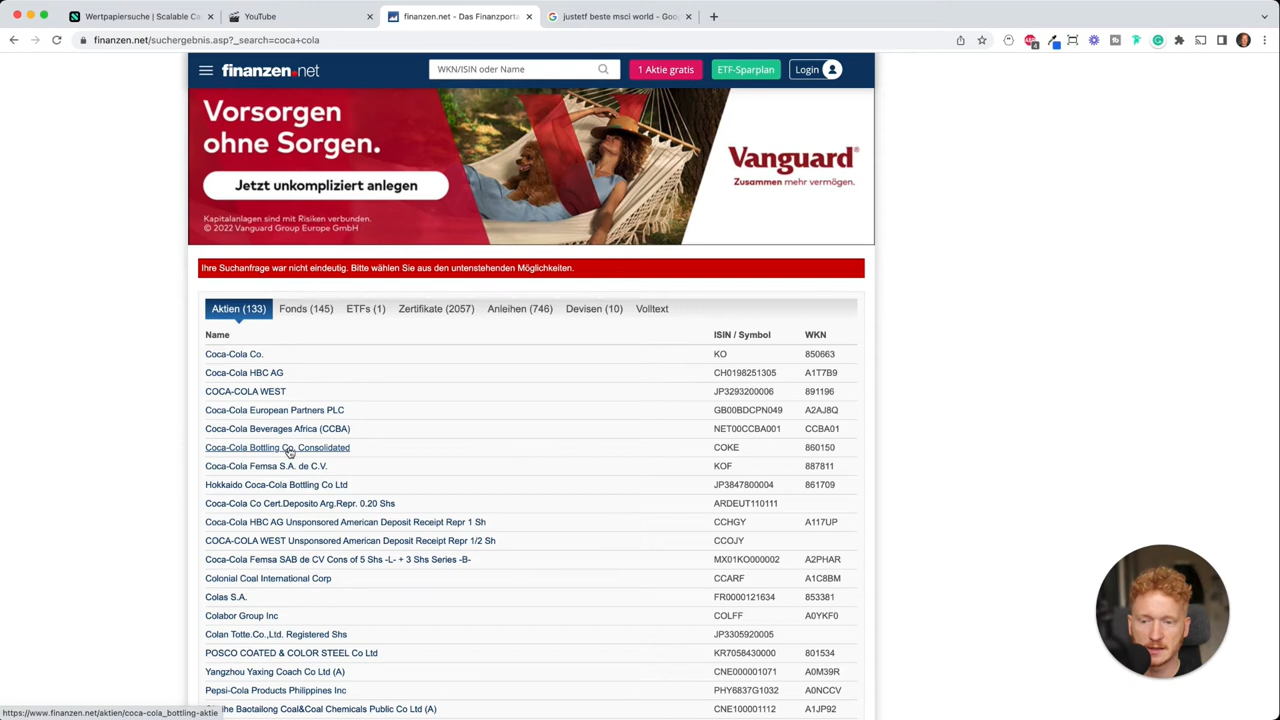 Wertpapiersuche | Scalable Ca
YouTube
finanzen.net - Das Finanzporta
justetf beste msci world - Goo
finanzen.net/suchergebnis.asp?_search=coca+cola
finanzen.net
WKN/ISIN oder Name
1 Aktie gratis
ETF-Sparplan
Login
Vorsorgen
ohne Sorgen.
Jetzt unkompliziert anlegen
Kapitalanlagen sind mit Risiken verbunden.
© 2022 Vanguard Group Europe GmbH
Vanguard®
Zusammen mehr vermögen.
Ihre Suchanfrage war nicht eindeutig. Bitte wählen Sie aus den untenstehenden Möglichkeiten.
Aktien (133) Fonds (145) ETFs (1) Zertifikate (2057) Anleihen (746) Devisen (10) Volltext
Name ISIN / Symbol WKN
Coca-Cola Co. KO 850663
Coca-Cola HBC AG CH0198251305 A1T7B9
COCA-COLA WEST JP3293200006 891196
Coca-Cola European Partners PLC GB00BDCPN049 A2AJ8Q
Coca-Cola Beverages Africa (CCBA) NET00CCBA001 CCBA01
Coca-Cola Bottling Co. Consolidated COKE 860150
Coca-Cola Femsa S.A. de C.V. KOF 887811
Hokkaido Coca-Cola Bottling Co Ltd JP3847800004 861709
Coca-Cola Co Cert.Deposito Arg.Repr. 0.20 Shs ARDEUT110111
Coca-Cola HBC AG Unsponsored American Deposit Receipt Repr 1 Sh CCHGY A117UP
COCA-COLA WEST Unsponsored American Deposit Receipt Repr 1/2 Sh CCOJY
Coca-Cola Femsa SAB de CV Cons of 5 Shs -L- + 3 Shs Series -B- MX01KO000002 A2PHAR
Colonial Coal International Corp CCARF A1C8BM
Colas S.A. FR0000121634 853381
Colabor Group Inc COLFF A0YKF0
Colan Totte.Co.,Ltd. Registered Shs JP3305920005
POSCO COATED & COLOR STEEL Co Ltd KR7058430000 801534
Yangzhou Yaxing Coach Co Ltd (A) CNE000001071 A0M39R
Pepsi-Cola Products Philippines Inc PHY6837G1032 A0NCCV
Baotailong Coal&Coal Chemicals Public Co Ltd (A) CNE100001112 A1JP92
https://www.finanzen.net/aktien/coca-cola_bottling-aktie